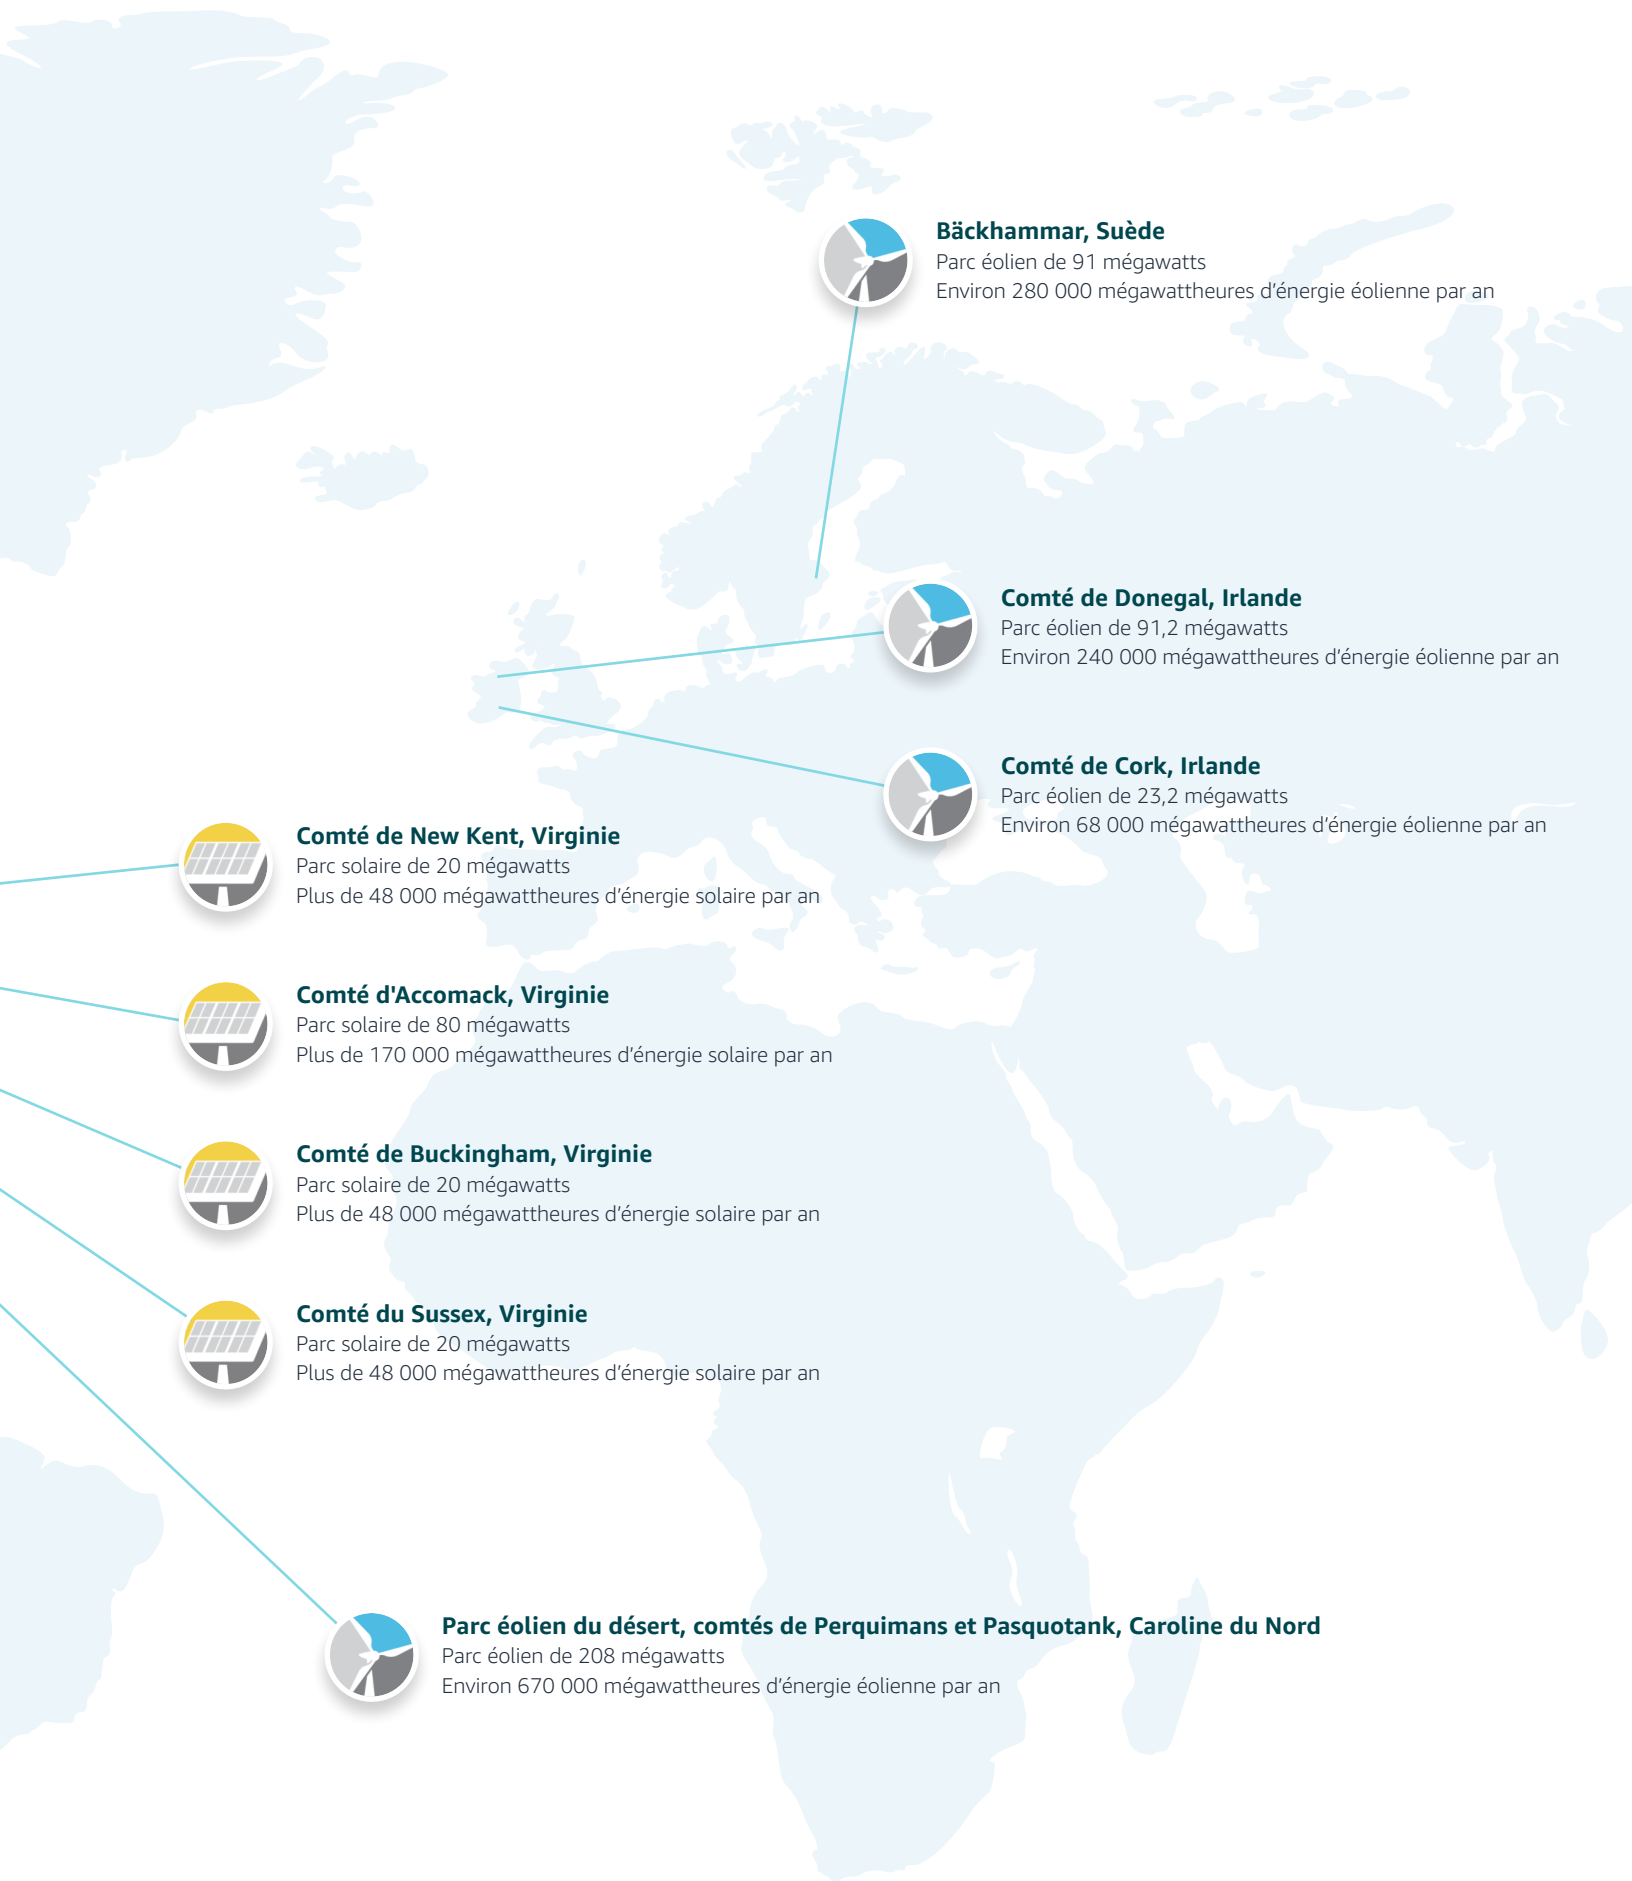 Bäckhammar, Suède
Parc éolien de 91 mégawatts
Environ 280 000 mégawattheures d’énergie éolienne par an
Comté de Donegal, Irlande
Parc éolien de 91,2 mégawatts
Environ 240 000 mégawattheures d’énergie éolienne par an
Comté de Cork, Irlande
Parc éolien de 23,2 mégawatts
Environ 68 000 mégawattheures d’énergie éolienne par an
Comté de New Kent, Virginie
Parc solaire de 20 mégawatts
Plus de 48 000 mégawattheures d’énergie solaire par an
Comté d'Accomack, Virginie
Parc solaire de 80 mégawatts
Plus de 170 000 mégawattheures d’énergie solaire par an
Comté de Buckingham, Virginie
Parc solaire de 20 mégawatts
Plus de 48 000 mégawattheures d’énergie solaire par an
Comté du Sussex, Virginie
Parc solaire de 20 mégawatts
Plus de 48 000 mégawattheures d’énergie solaire par an
Parc éolien du désert, comtés de Perquimans et Pasquotank, Caroline du Nord
Parc éolien de 208 mégawatts
Environ 670 000 mégawattheures d’énergie éolienne par an